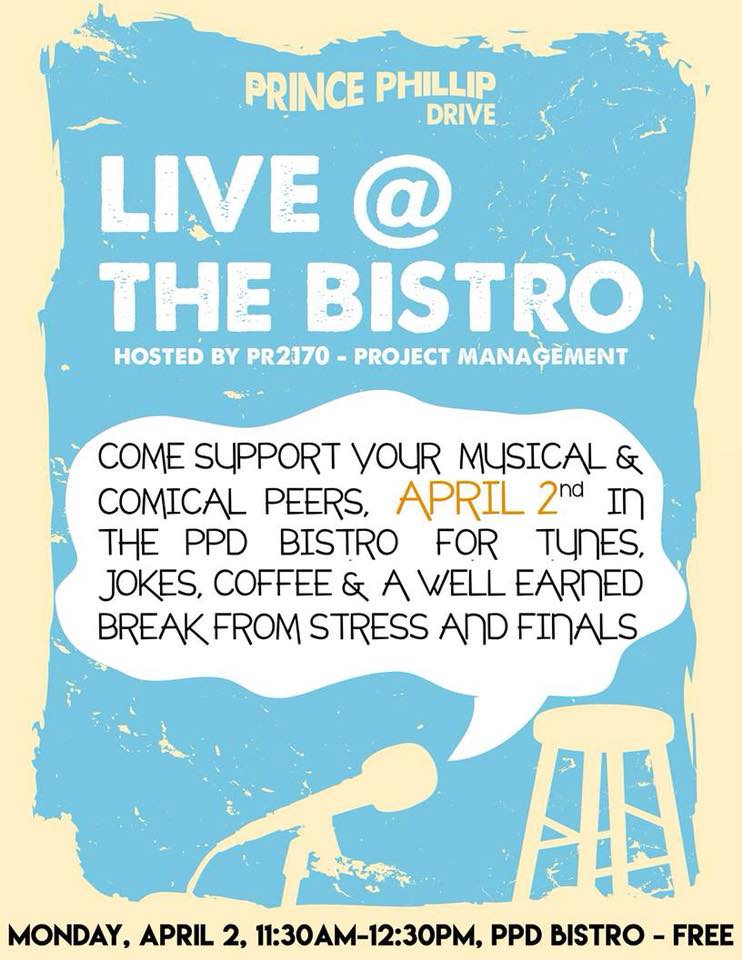 PRINCE PHILLIP
DRIVE
LIVE @
THE BISTRO
HOSTED BY PR2170 - PROJECT MANAGEMENT
COME SUPPORT YOUR MUSICAL &
COMICAL PEERS, APRIL 2nd IN
THE PPD BISTRO FOR TUNES,
JOKES, COFFEE & A WELL EARNED
BREAK FROM STRESS AND FINALS
MONDAY, APRIL 2, 11:30AM-12:30PM, PPD BISTRO - FREE